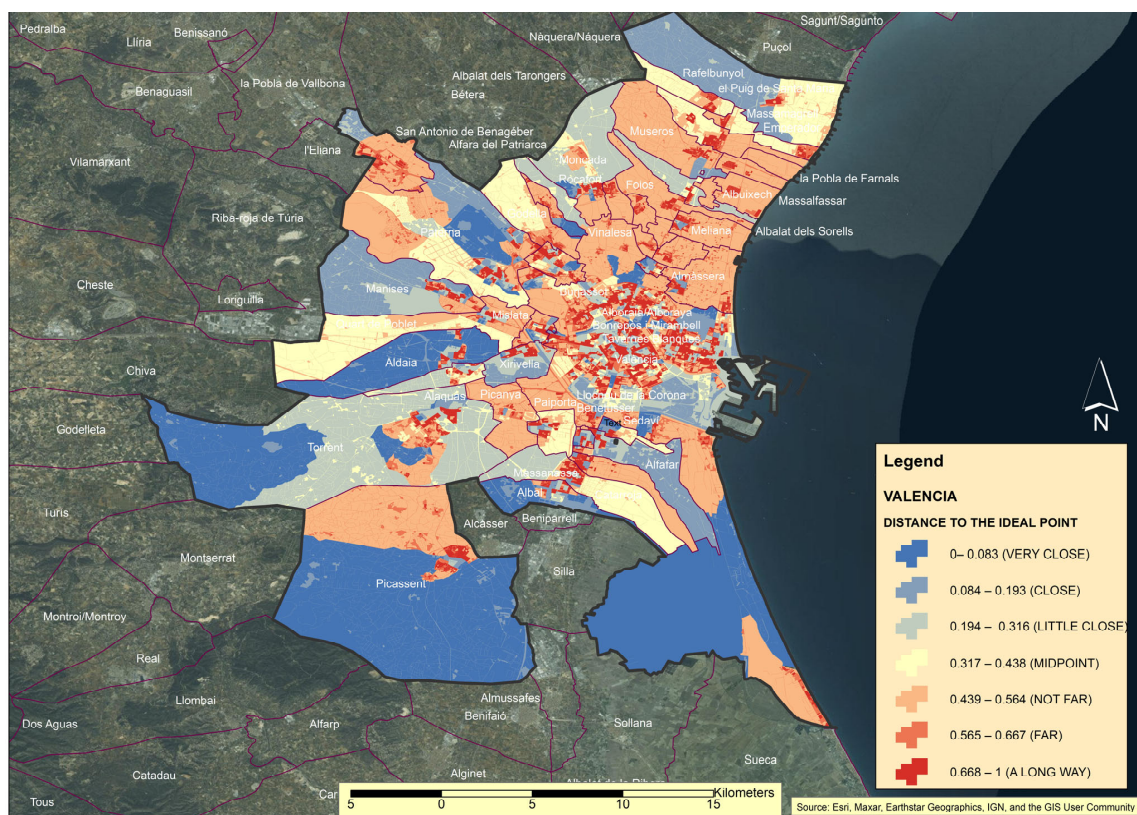 Pedralba
Benissanó
Llíria
Sagunt/Sagunto
Nàquera/Náquera
Puçol
Albalat dels Tarongers
la Pobla de Vallbona
Rafelbunyol
Benaguasil
Bétera
San Antonio de Benagéber
Museros
l'Eliana
Alfara del Patriarca
Vilamarxant
Moncada
Rocafort
Foios
la Pobla de Farnals
Albuixech
Massalfassar
Riba-roja de Túria
Vinalesa
Meliana
Albalat dels Sorells
Paterna
Almàssera
Cheste
Manises
Loriguilla
Burjassot
Mislata
Alboraia/Alboraya
Bonrepòs i Mirambell
Tavernes Blanques
València
Aldaia
Xirivella
Chiva
Alaquàs
Picanya
Paiporta
Llocnou de la Corona
Benetússer
Sedaví
Text
Godelleta
Torrent
Alfafar
Massanassa
Albal
Turís
Alcàsser
Beniparrell
Montserrat
Silla
Picassent
Montroi/Montroy
Real
Llombai
Almussafes
Benifaió
Dos Aguas
Alfarp
Sollana
Sueca
Catadau
Alginet
Tous
Car
Kilometers
5 0 5 10 15
N
Legend
VALENCIA
DISTANCE TO THE IDEAL POINT
0– 0.083 (VERY CLOSE)
0.084 – 0.193 (CLOSE)
0.194 – 0.316 (LITTLE CLOSE)
0.317 – 0.438 (MIDPOINT)
0.439 – 0.564 (NOT FAR)
0.565 – 0.667 (FAR)
0.668 – 1 (A LONG WAY)
Source: Esri, Maxar, Earthstar Geographics, IGN, and the GIS User Community